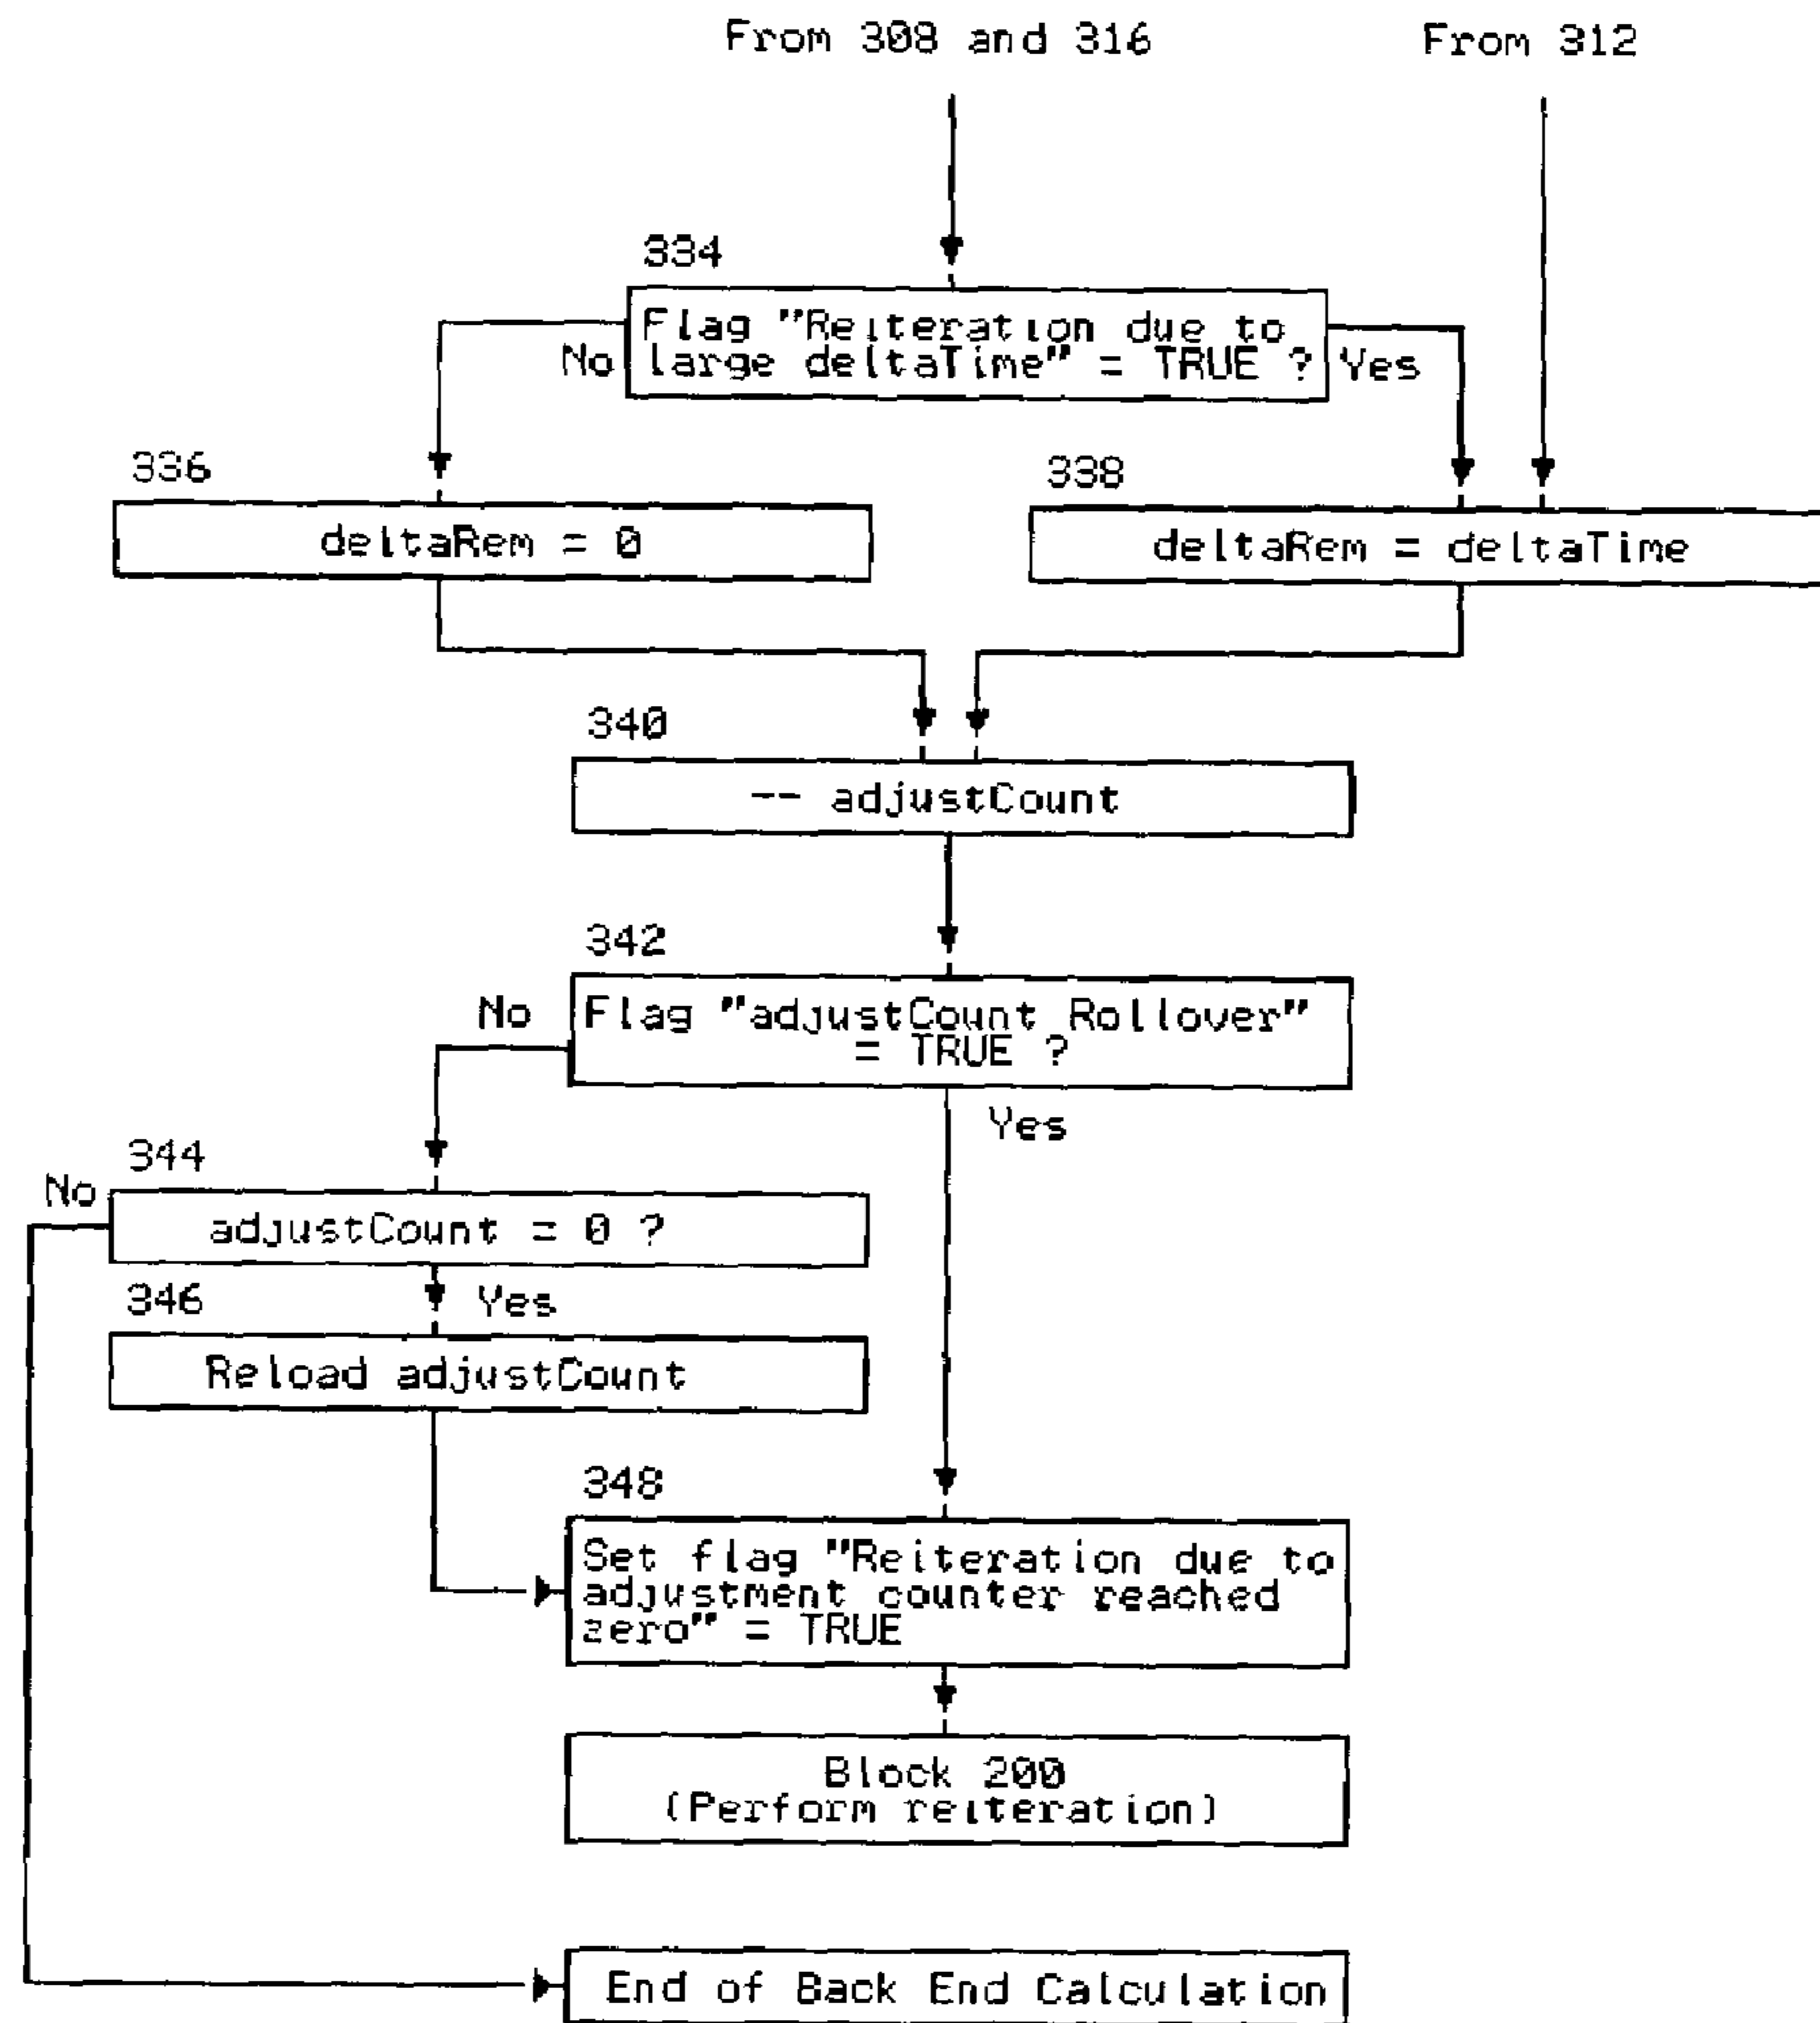 From 308 and 316
From 312
334
Flag "Reiteration due to
large deltaTime" = TRUE ?
No
Yes
336
deltaRem = 0
338
deltaRem = deltaTime
340
-- adjustCount
342
Flag "adjustCount Rollover"
= TRUE ?
No
Yes
344
No
adjustCount = 0 ?
346
Yes
Reload adjustCount
348
Set flag "Reiteration due to
adjustment counter reached
zero" = TRUE
Block 200
(Perform reiteration)
End of Back End Calculation